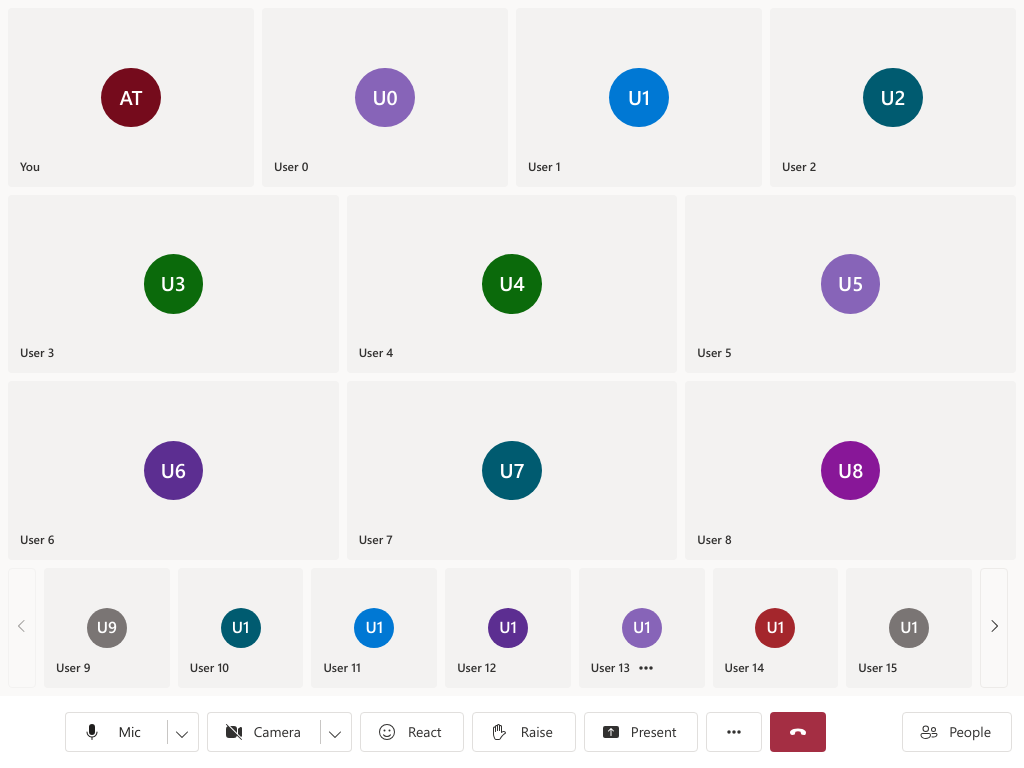 AT
You
U0
User 0
U1
User 1
U2
User 2
U3
User 3
U4
User 4
U5
User 5
U6
User 6
U7
User 7
U8
User 8
U9
User 9
U1
User 10
U1
User 11
U1
User 12
U1
User 13
U1
User 14
U1
User 15
Mic
Camera
React
Raise
Present
People